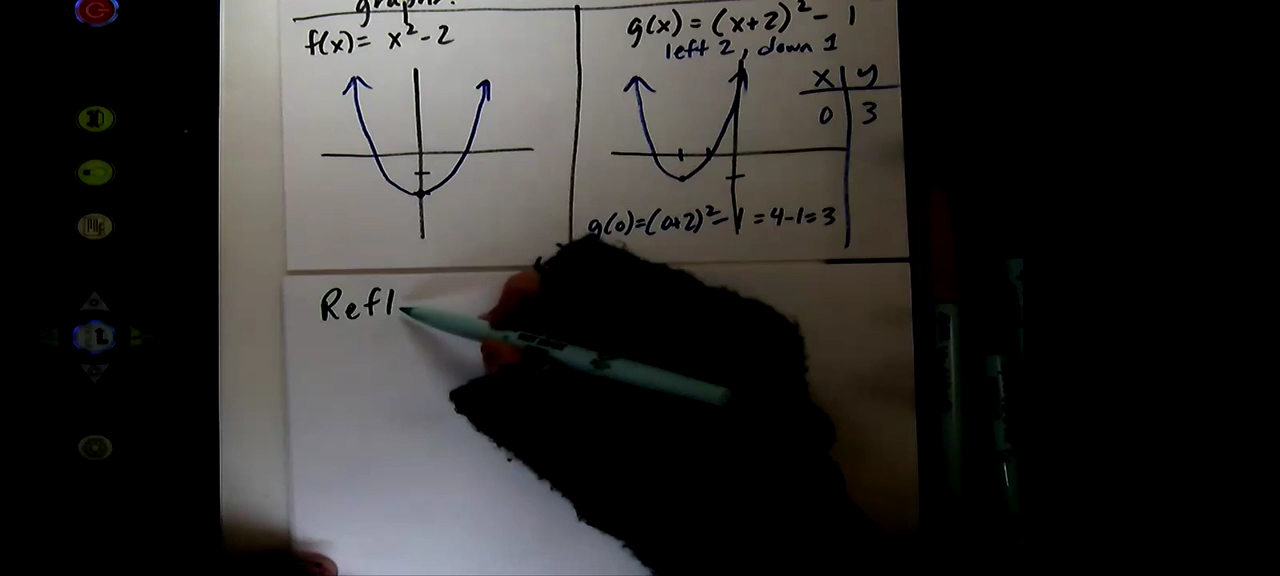 graphs.
f(x) = x² - 2
g(x) = (x+2)² - 1
left 2, down 1
x y
0 3
g(0) = (0+2)² - 1 = 4-1 = 3
Refl